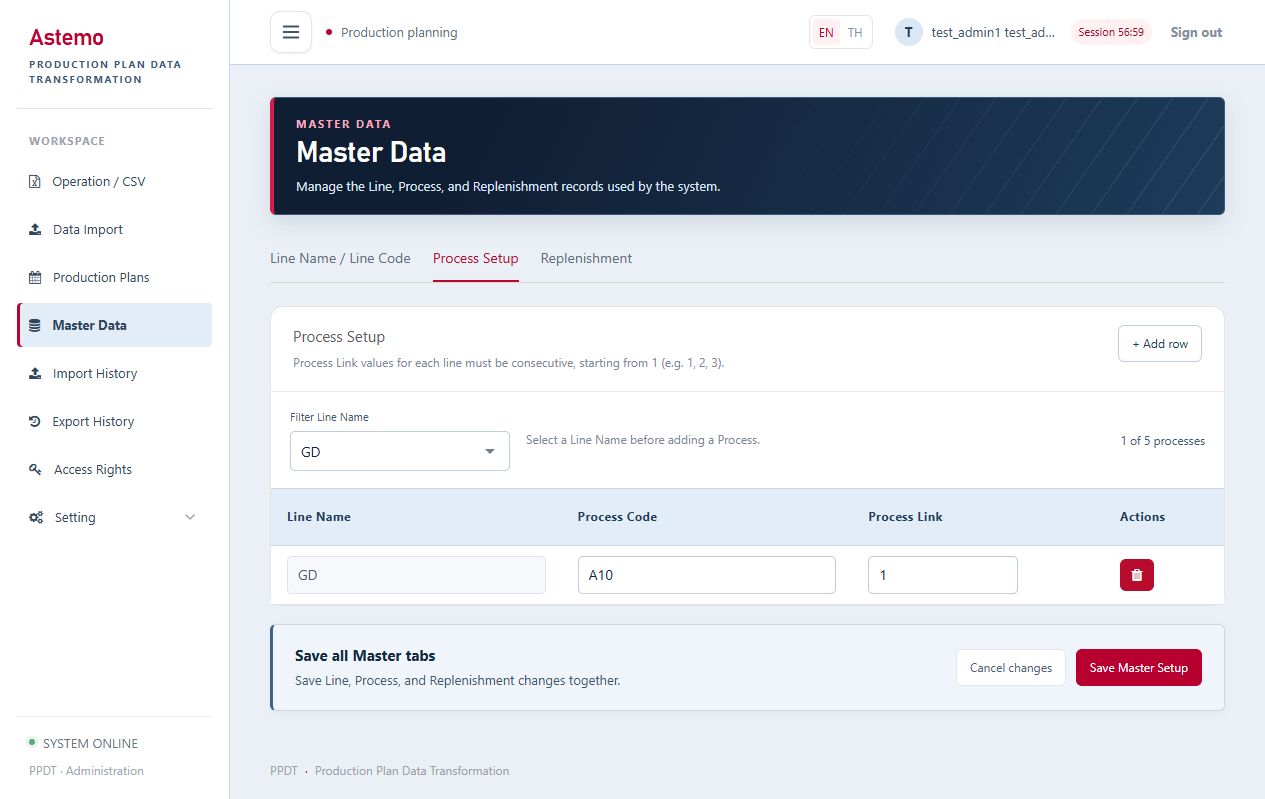 Astemo
PRODUCTION PLAN DATA
TRANSFORMATION
WORKSPACE
Operation / CSV
Data Import
Production Plans
Master Data
Import History
Export History
Access Rights
Setting
SYSTEM ONLINE
PPDT · Administration
Production planning
EN TH
T test_admin1 test_ad...
Session 56:59
Sign out
MASTER DATA
Master Data
Manage the Line, Process, and Replenishment records used by the system.
Line Name / Line Code Process Setup Replenishment
Process Setup
Process Link values for each line must be consecutive, starting from 1 (e.g. 1, 2, 3).
+ Add row
Filter Line Name
GD
Select a Line Name before adding a Process.
1 of 5 processes
Line Name Process Code Process Link Actions
GD A10 1
Save all Master tabs
Save Line, Process, and Replenishment changes together.
Cancel changes Save Master Setup
PPDT · Production Plan Data Transformation